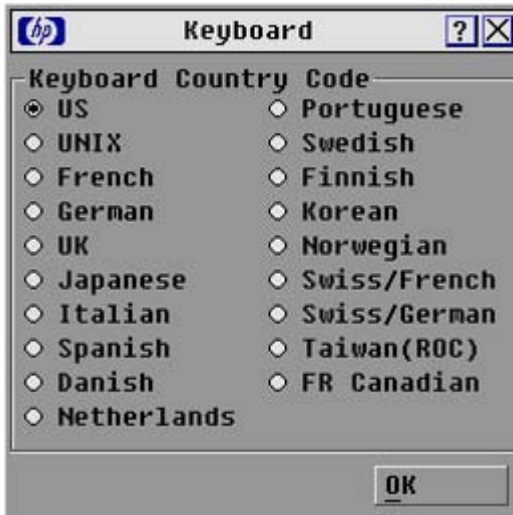 hp Keyboard ? X
Keyboard Country Code
US
UNIX
French
German
UK
Japanese
Italian
Spanish
Danish
Netherlands
Portuguese
Swedish
Finnish
Korean
Norwegian
Swiss/French
Swiss/German
Taiwan(ROC)
FR Canadian
OK